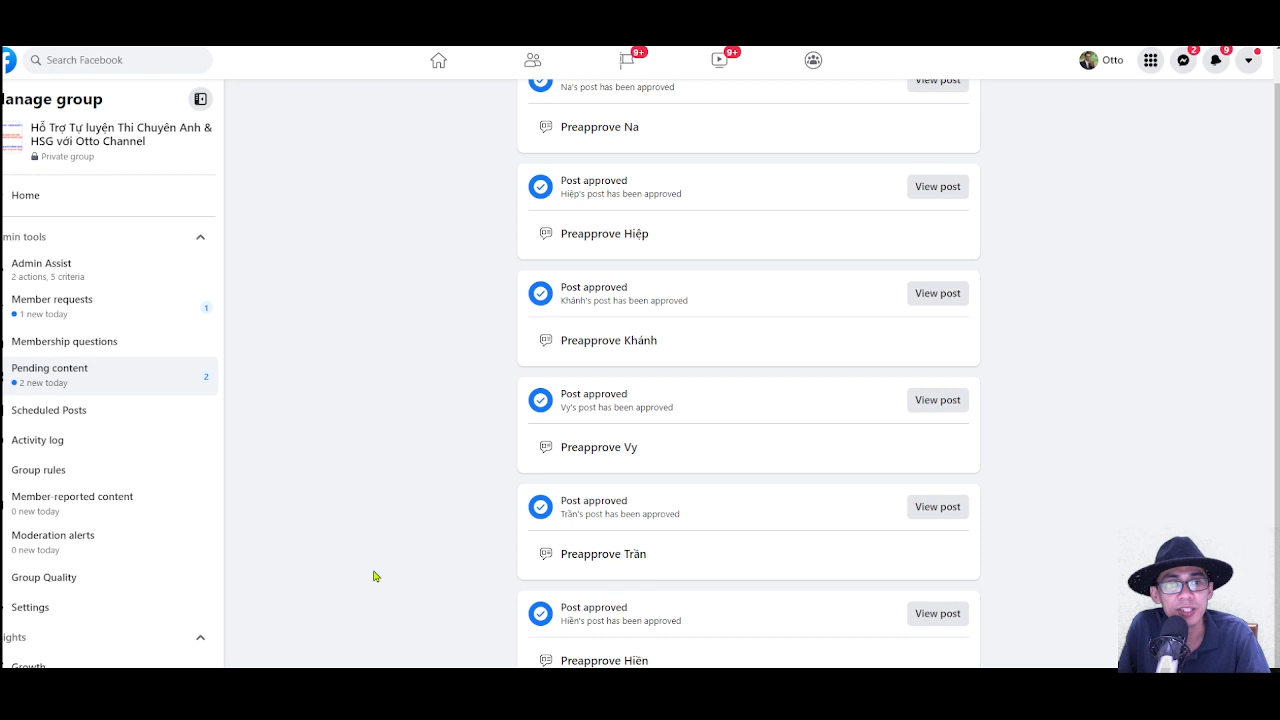 Search Facebook
9+
9+
Otto
2
9
anage group
Hỗ Trợ Tự luyện Thi Chuyên Anh &
HSG với Otto Channel
Private group
Home
min tools
Admin Assist
2 actions, 5 criteria
Member requests
1 new today
1
Membership questions
Pending content
2 new today
2
Scheduled Posts
Activity log
Group rules
Member-reported content
0 new today
Moderation alerts
0 new today
Group Quality
Settings
ights
Growth
View post
Na's post has been approved
Preapprove Na
Post approved
Hiệp's post has been approved
View post
Preapprove Hiệp
Post approved
Khánh's post has been approved
View post
Preapprove Khánh
Post approved
Vy's post has been approved
View post
Preapprove Vy
Post approved
Trần's post has been approved
View post
Preapprove Trần
Post approved
Hiền's post has been approved
View post
Preapprove Hiền